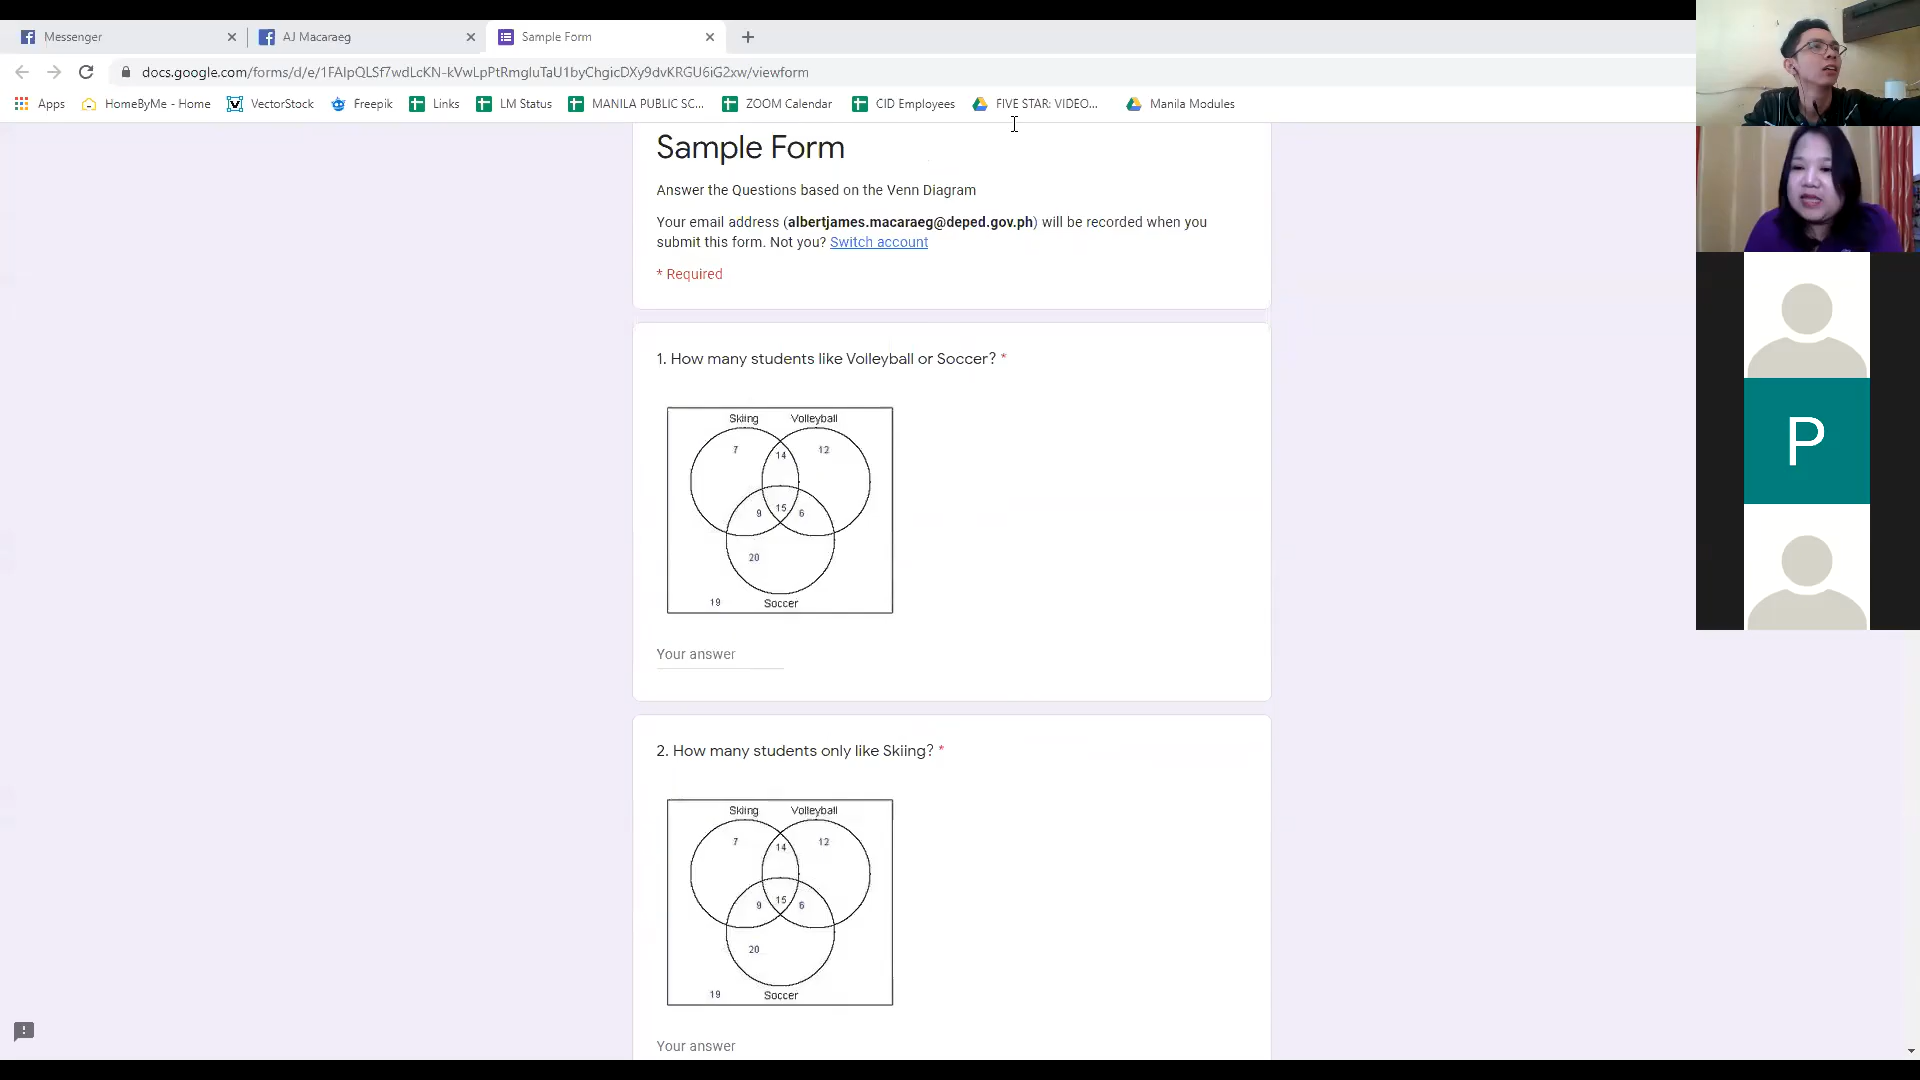 Messenger
AJ Macaraeg
Sample Form
docs.google.com/forms/d/e/1FAIpQLSf7wdLcKN-kVwLpPtRmgluTaU1byChgicDXy9dvKRGU6iG2xw/viewform
Apps
HomeByMe - Home
VectorStock
Freepik
Links
LM Status
MANILA PUBLIC SC...
ZOOM Calendar
CID Employees
FIVE STAR: VIDEO...
Manila Modules
Sample Form
Answer the Questions based on the Venn Diagram
Your email address (albertjames.macaraeg@deped.gov.ph) will be recorded when you
submit this form. Not you? Switch account
* Required
1. How many students like Volleyball or Soccer? *
Skiing Volleyball
7 14 12
9 15 6
20
19 Soccer
Your answer
2. How many students only like Skiing? *
Skiing Volleyball
7 14 12
9 15 6
20
19 Soccer
Your answer
P